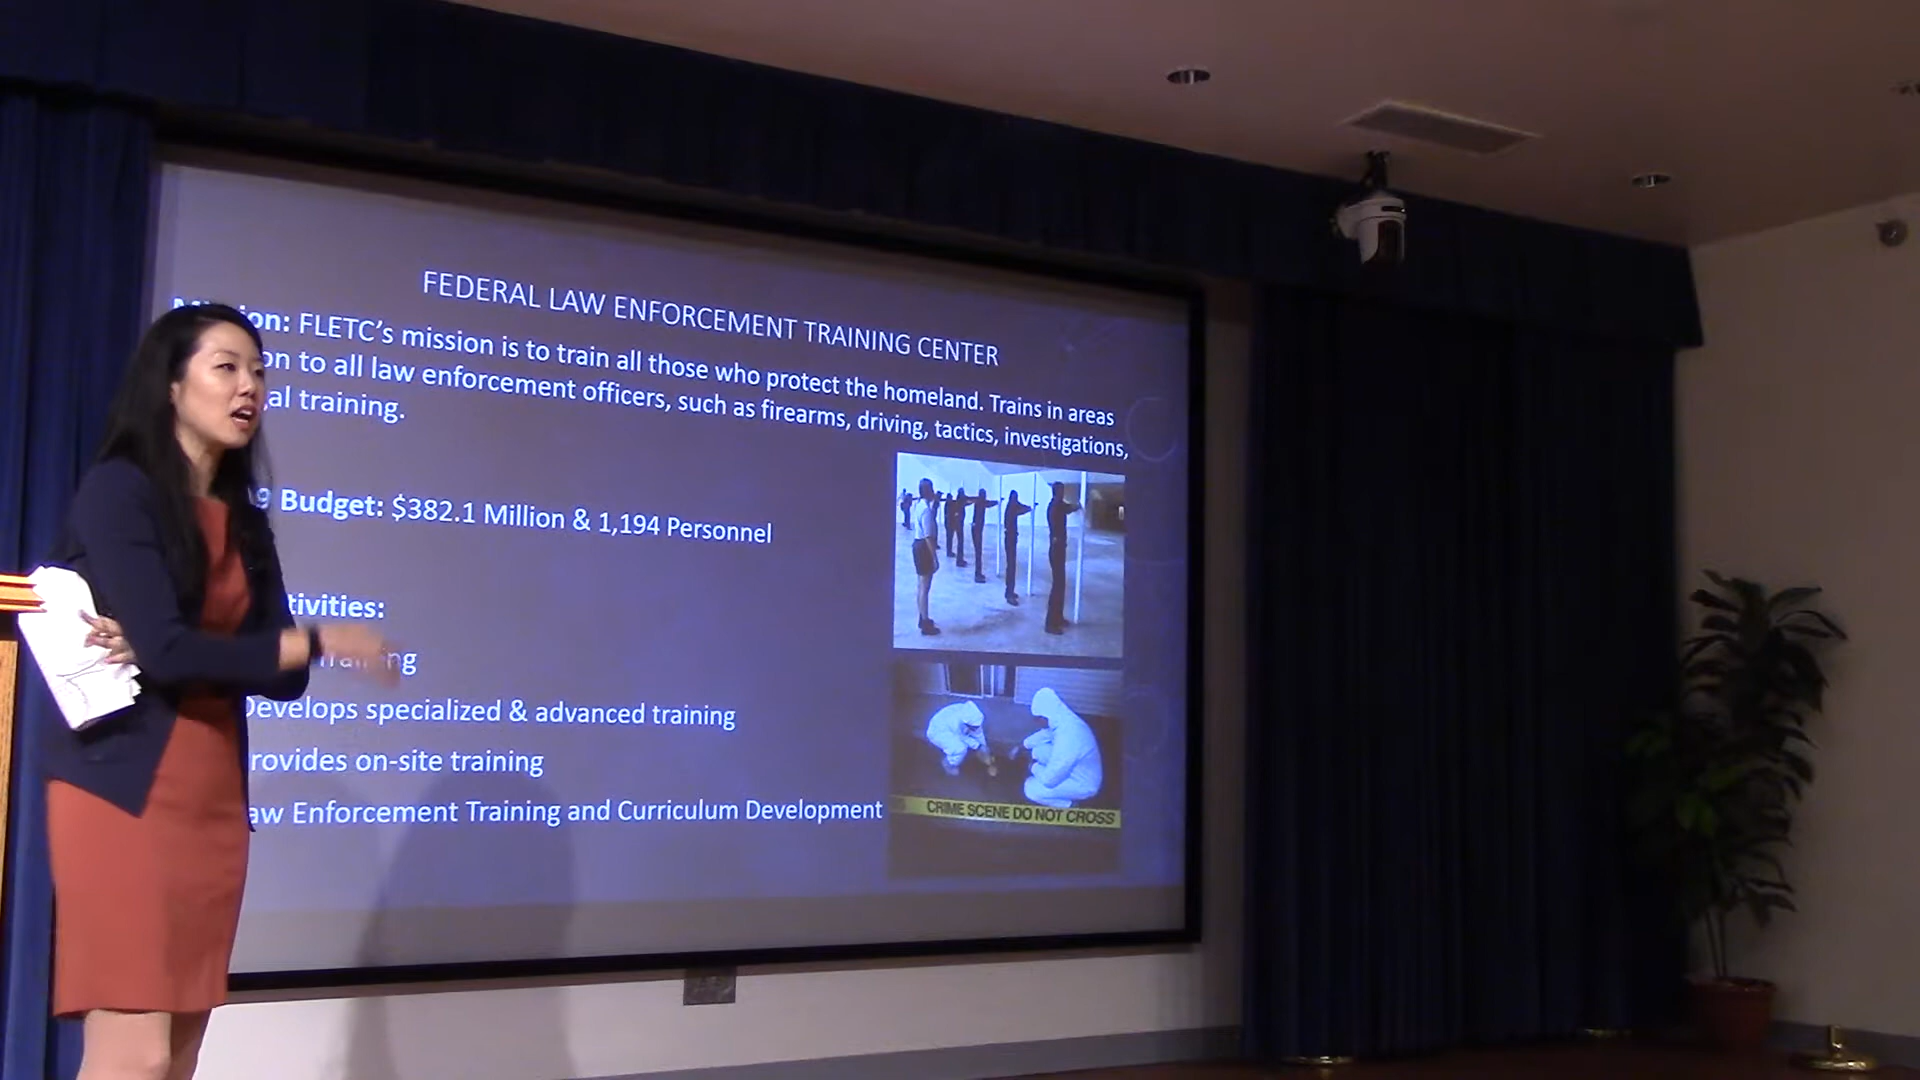 FEDERAL LAW ENFORCEMENT TRAINING CENTER
Mission: FLETC's mission is to train all those who protect the homeland. Trains in areas
on to all law enforcement officers, such as firearms, driving, tactics, investigations,
al training.
9 Budget: $382.1 Million & 1,194 Personnel
tivities:
Training
Develops specialized & advanced training
rovides on-site training
aw Enforcement Training and Curriculum Development
CRIME SCENE DO NOT CROSS